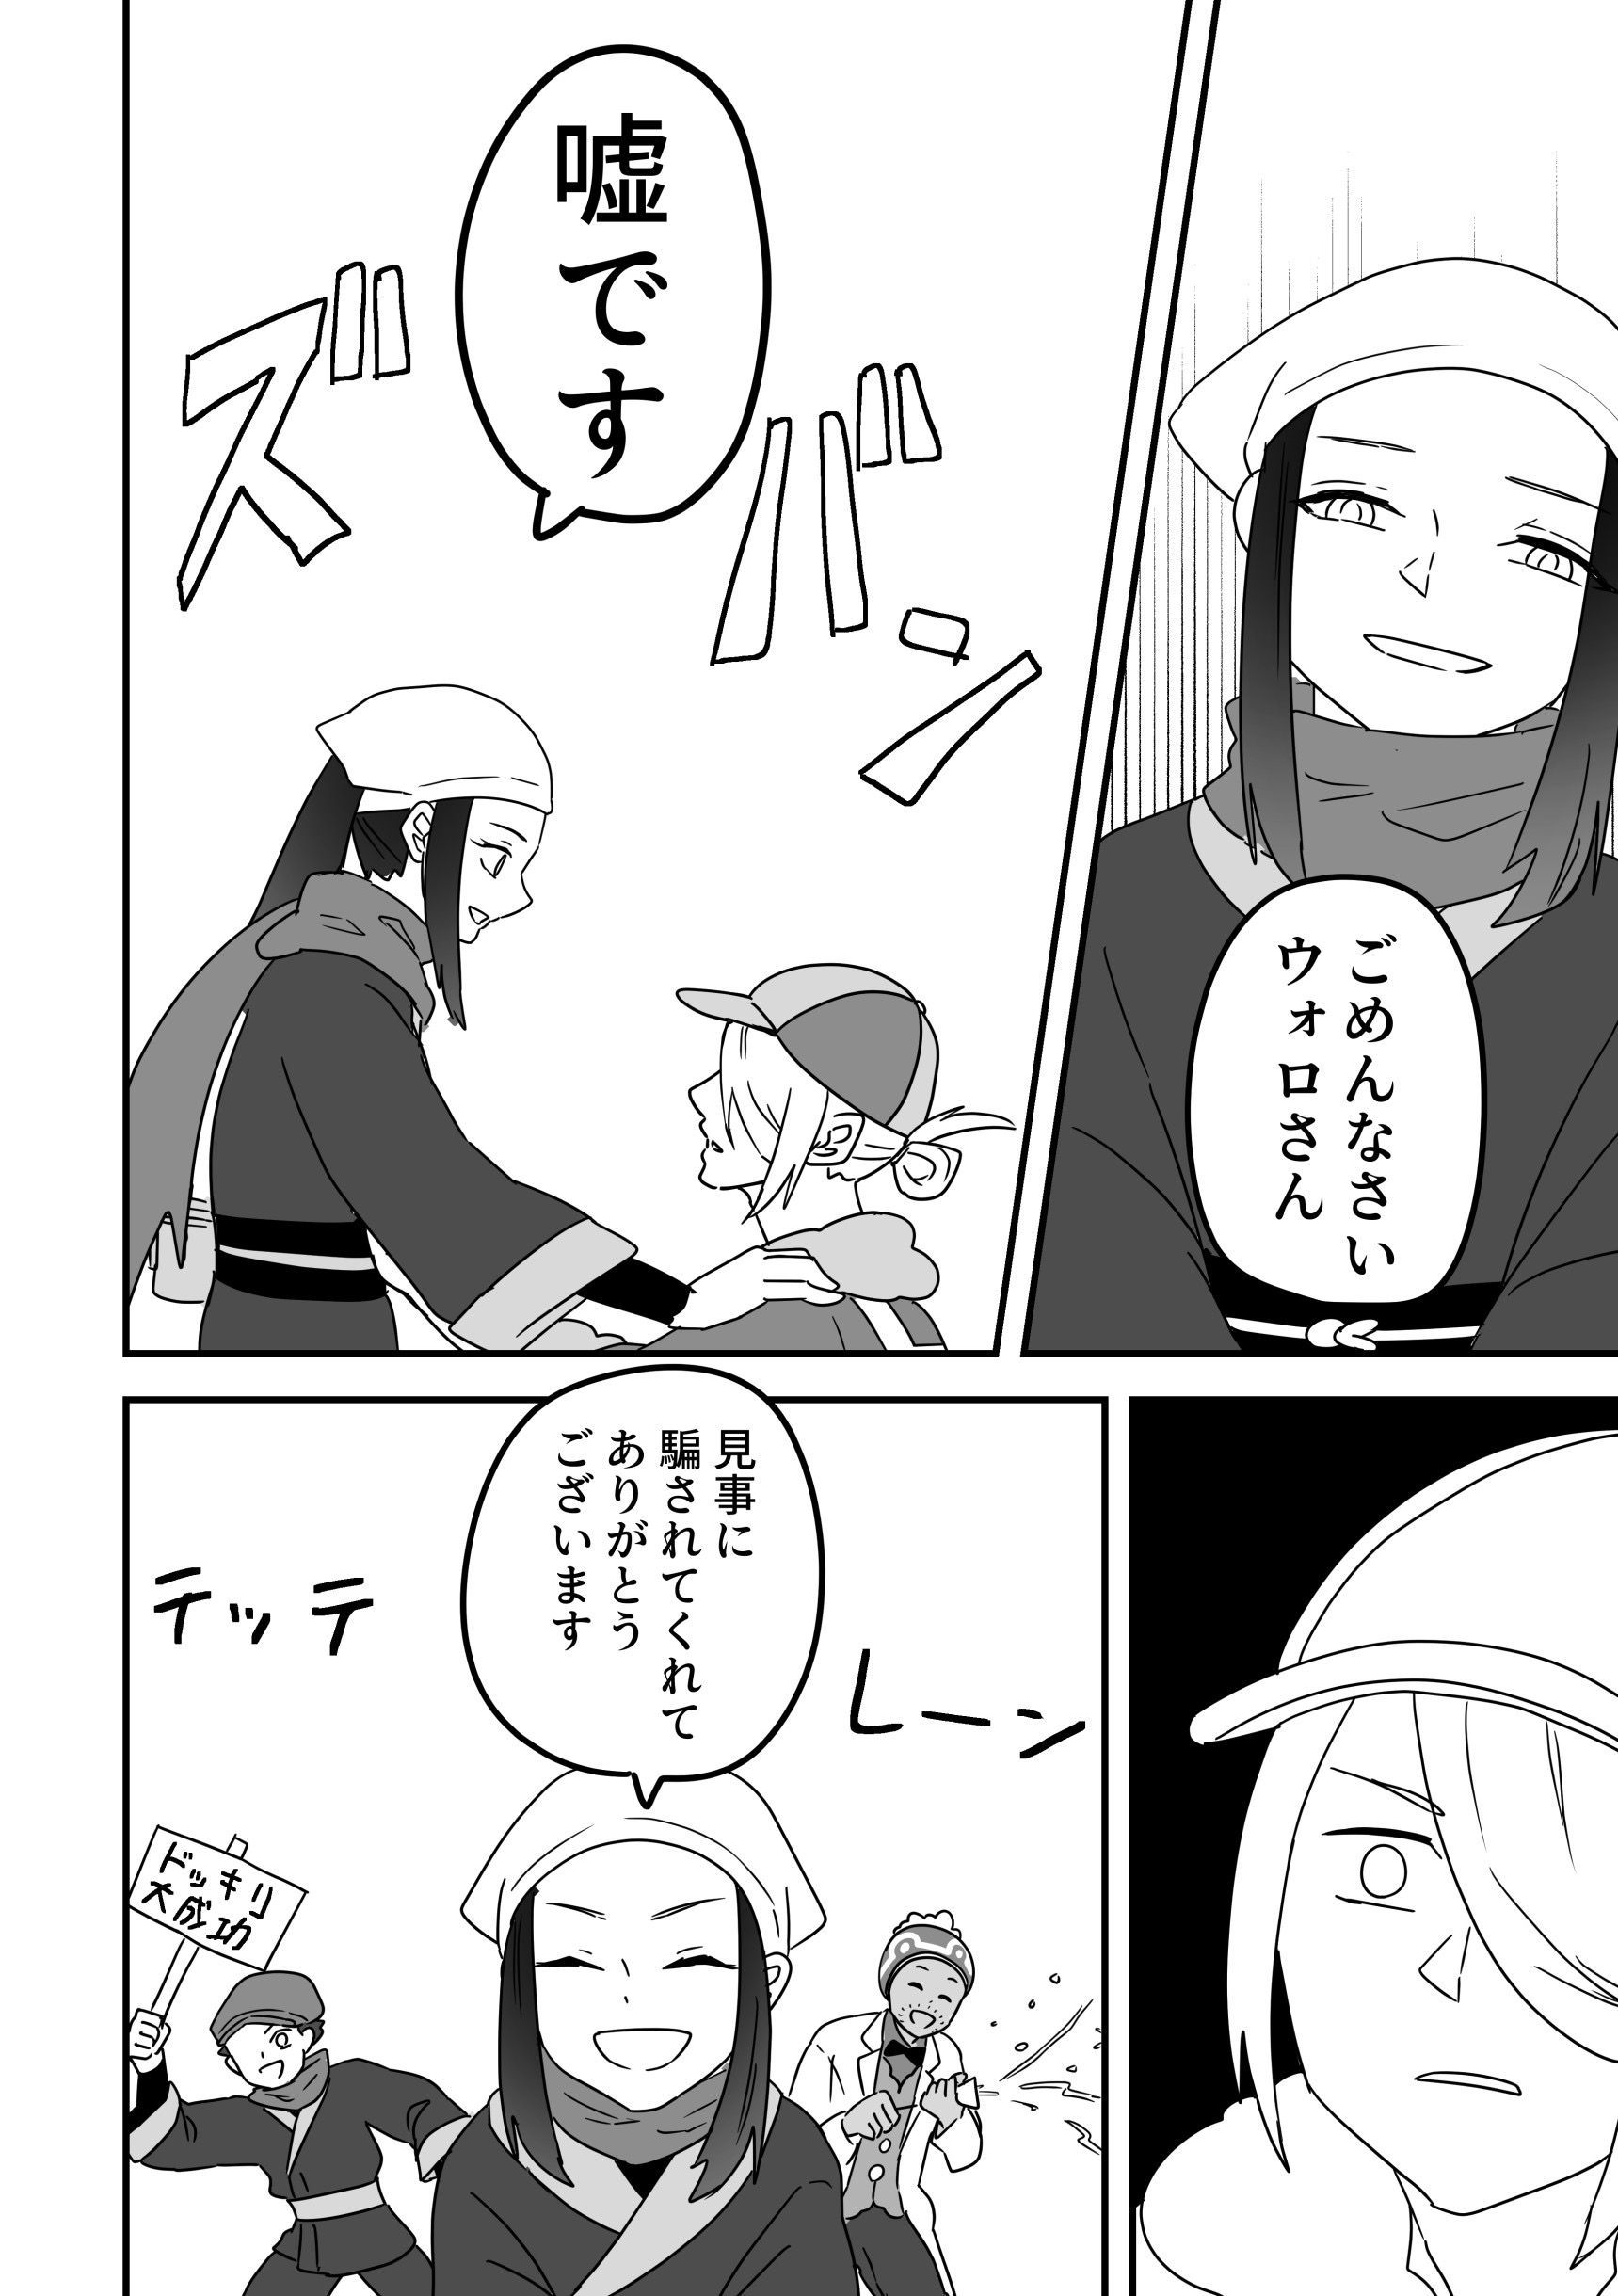 ごめんなさい
ウォロさん
嘘です
ズバーン
見事に
騙されてくれて
ありがとう
ございます
テッテレーン
ドッキリ
大成功